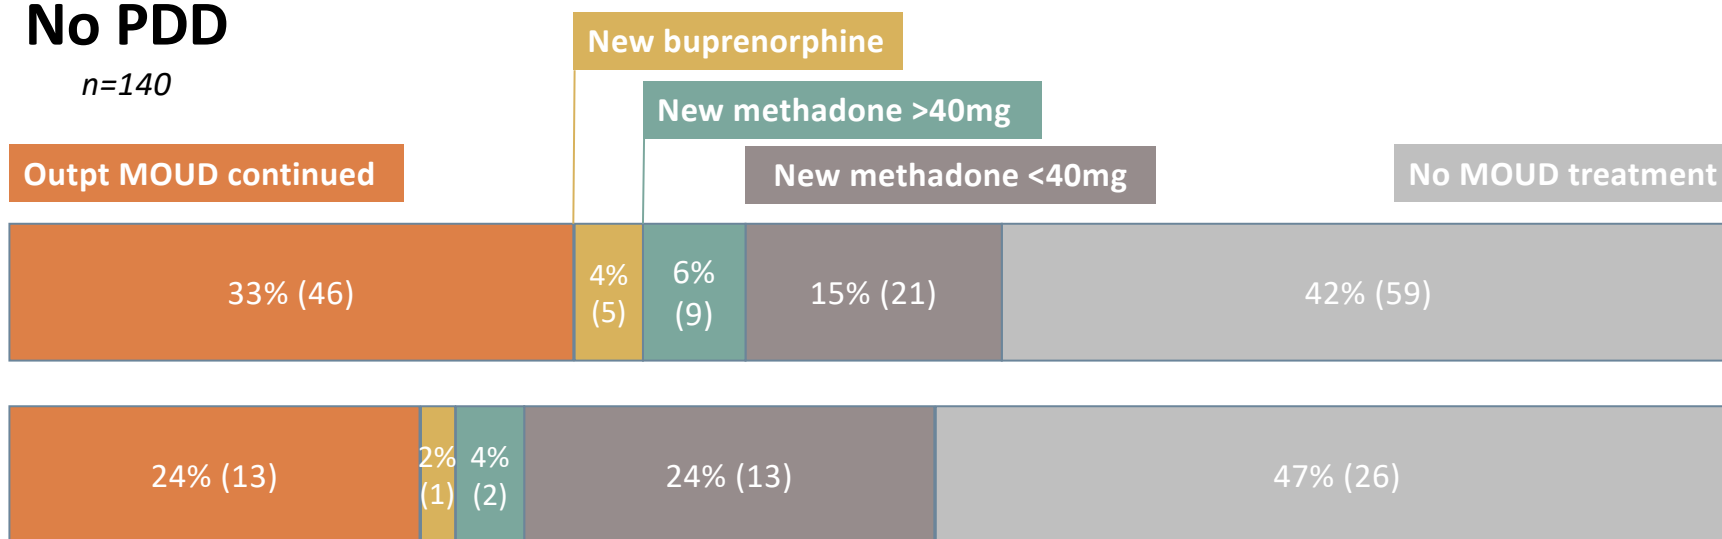 No PDD
n=140
New buprenorphine
New methadone >40mg
Outpt MOUD continued
New methadone <40mg
No MOUD treatment
33% (46)
4%
(5)
6%
(9)
15% (21)
42% (59)
24% (13)
2%
(1)
4%
(2)
24% (13)
47% (26)